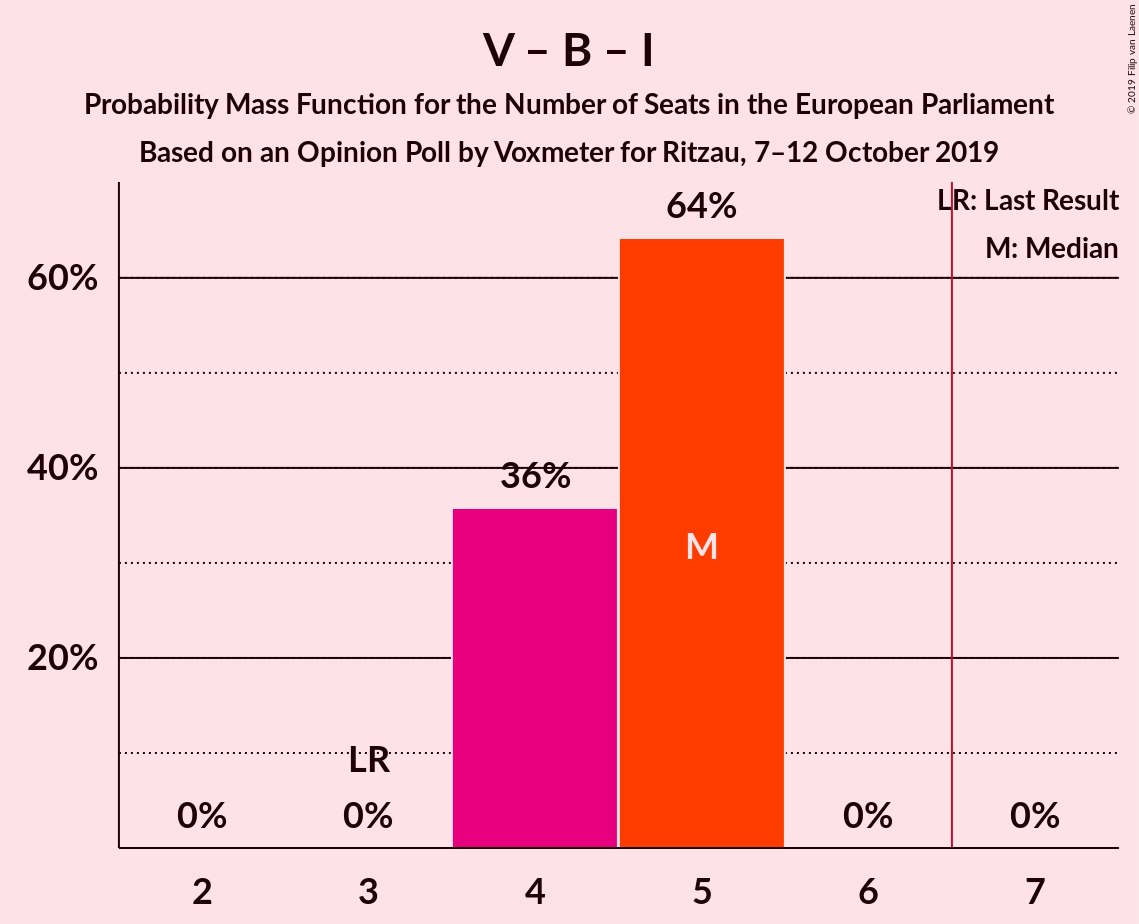 V – B – I
Probability Mass Function for the Number of Seats in the European Parliament
Based on an Opinion Poll by Voxmeter for Ritzau, 7–12 October 2019
© 2019 Filip van Laenen
LR: Last Result
M: Median
64%
60%
40%
36%
M
20%
LR
0%
0%
0%
0%
2
3
4
5
6
7